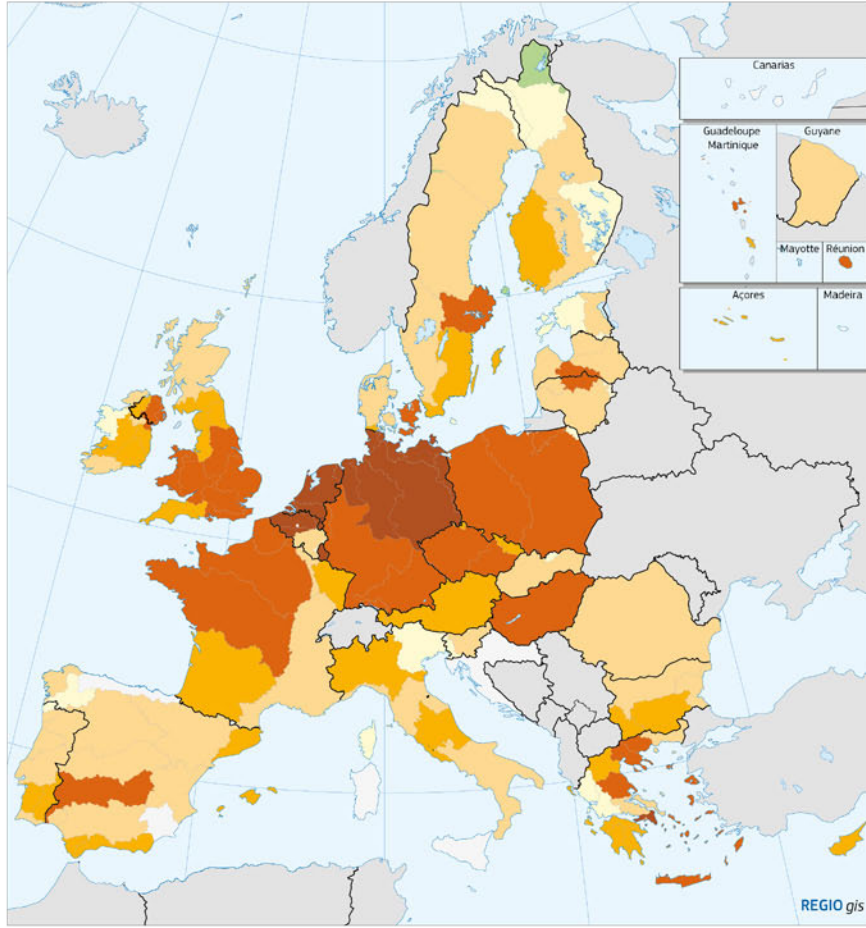 Canarias
Guadeloupe
Martinique
Guyane
Mayotte
Réunion
Açores
Madeira
REGIO gis